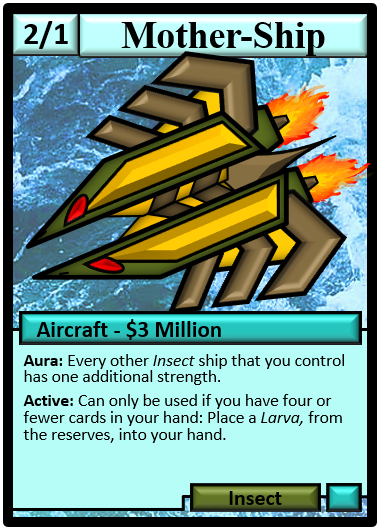 2/1
Mother-Ship
Aircraft - $3 Million
Aura: Every other Insect ship that you control
has one additional strength.
Active: Can only be used if you have four or
fewer cards in your hand: Place a Larva, from
the reserves, into your hand.
Insect